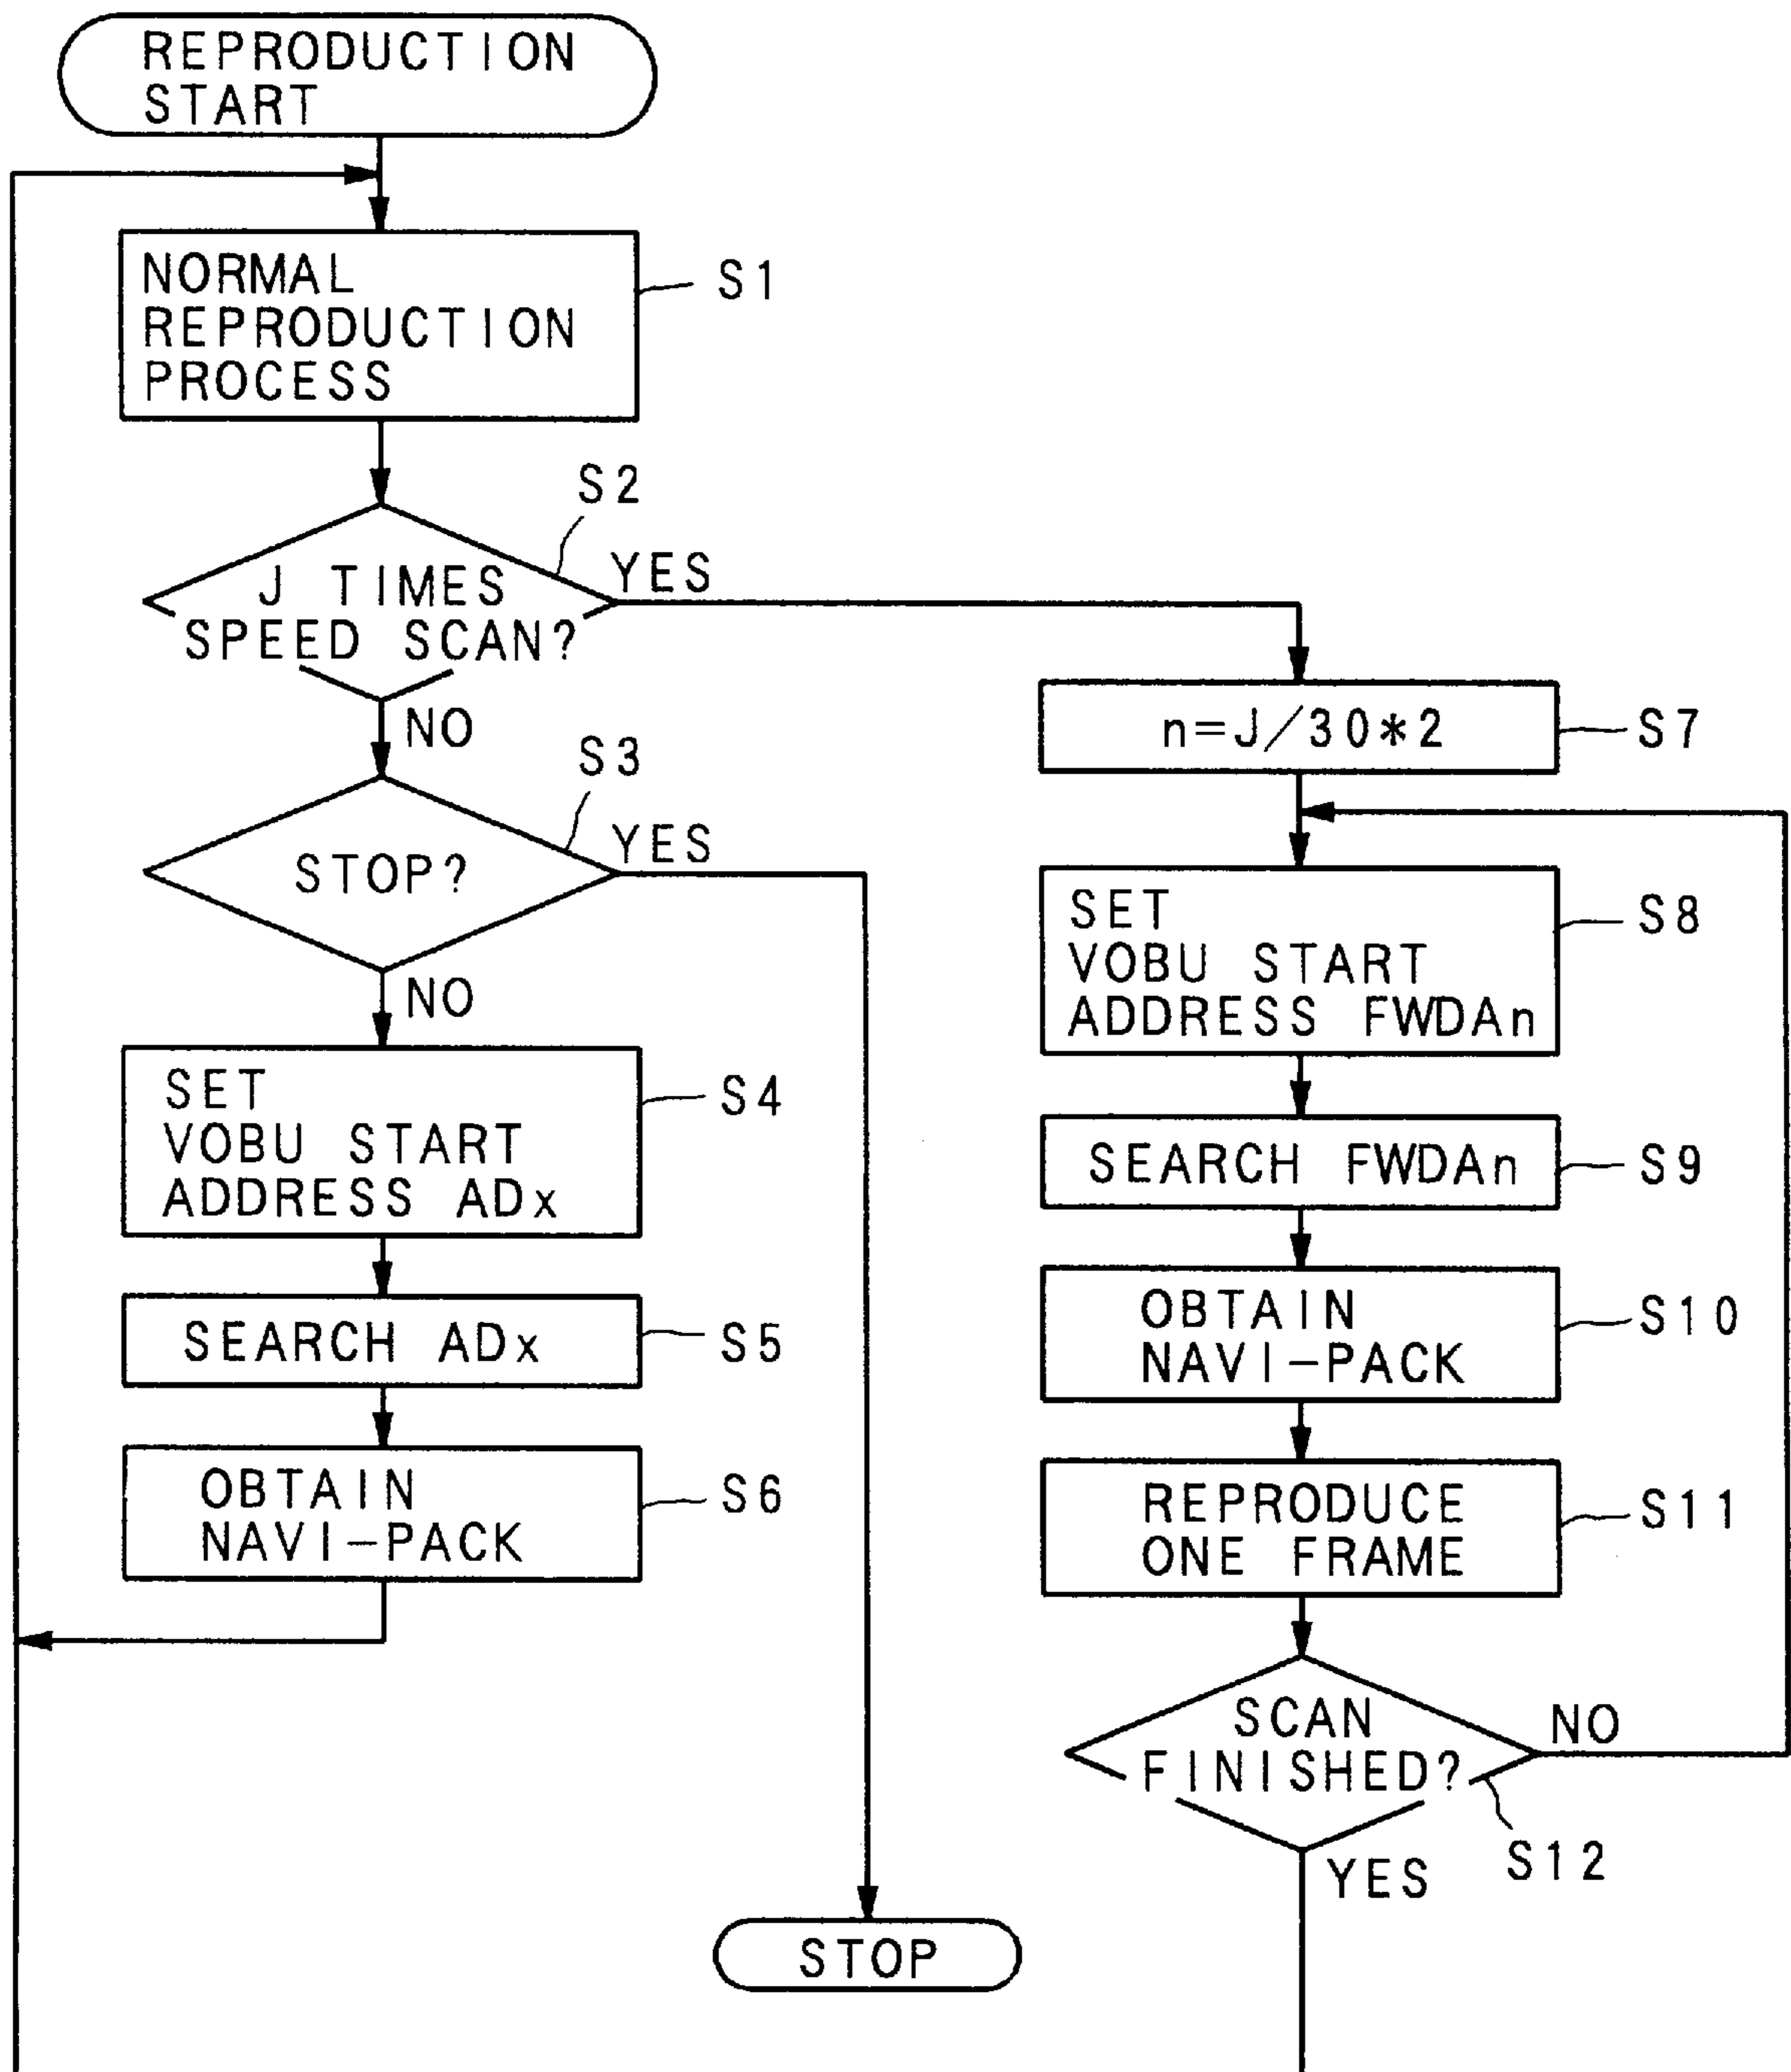 REPRODUCTION
START
NORMAL
REPRODUCTION
PROCESS
S1
J TIMES
SPEED SCAN?
S2
YES
NO
STOP?
S3
YES
NO
SET
VOBU START
ADDRESS ADx
S4
SEARCH ADx
S5
OBTAIN
NAVI-PACK
S6
n=J/30*2
S7
SET
VOBU START
ADDRESS FWDAn
S8
SEARCH FWDAn
S9
OBTAIN
NAVI-PACK
S10
REPRODUCE
ONE FRAME
S11
SCAN
FINISHED?
NO
S12
YES
STOP